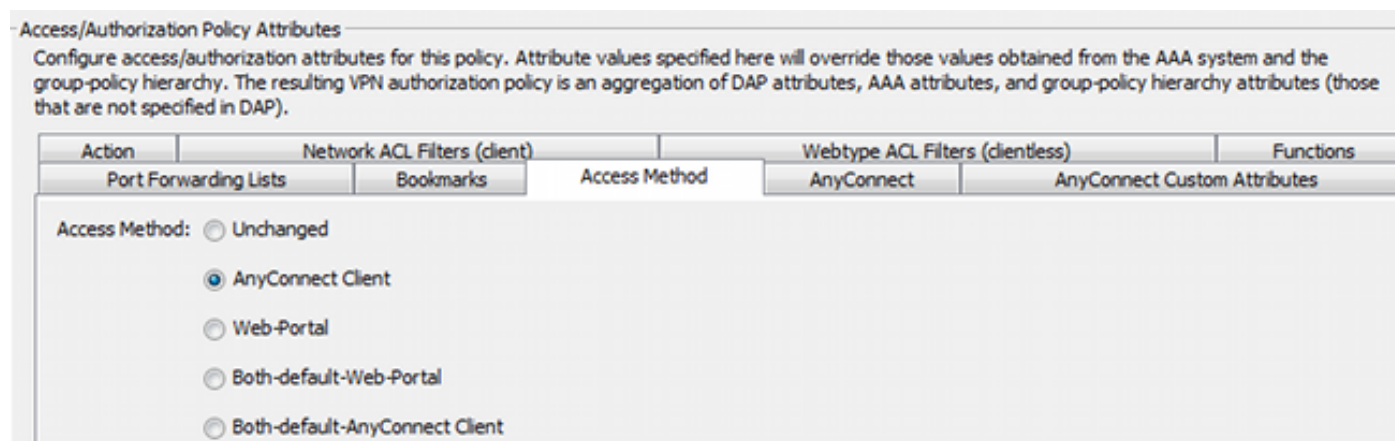 Access/Authorization Policy Attributes
Configure access/authorization attributes for this policy. Attribute values specified here will override those values obtained from the AAA system and the
group-policy hierarchy. The resulting VPN authorization policy is an aggregation of DAP attributes, AAA attributes, and group-policy hierarchy attributes (those
that are not specified in DAP).
Action Network ACL Filters (client) Webtype ACL Filters (clientless) Functions
Port Forwarding Lists Bookmarks Access Method AnyConnect AnyConnect Custom Attributes
Access Method: Unchanged
AnyConnect Client
Web-Portal
Both-default-Web-Portal
Both-default-AnyConnect Client